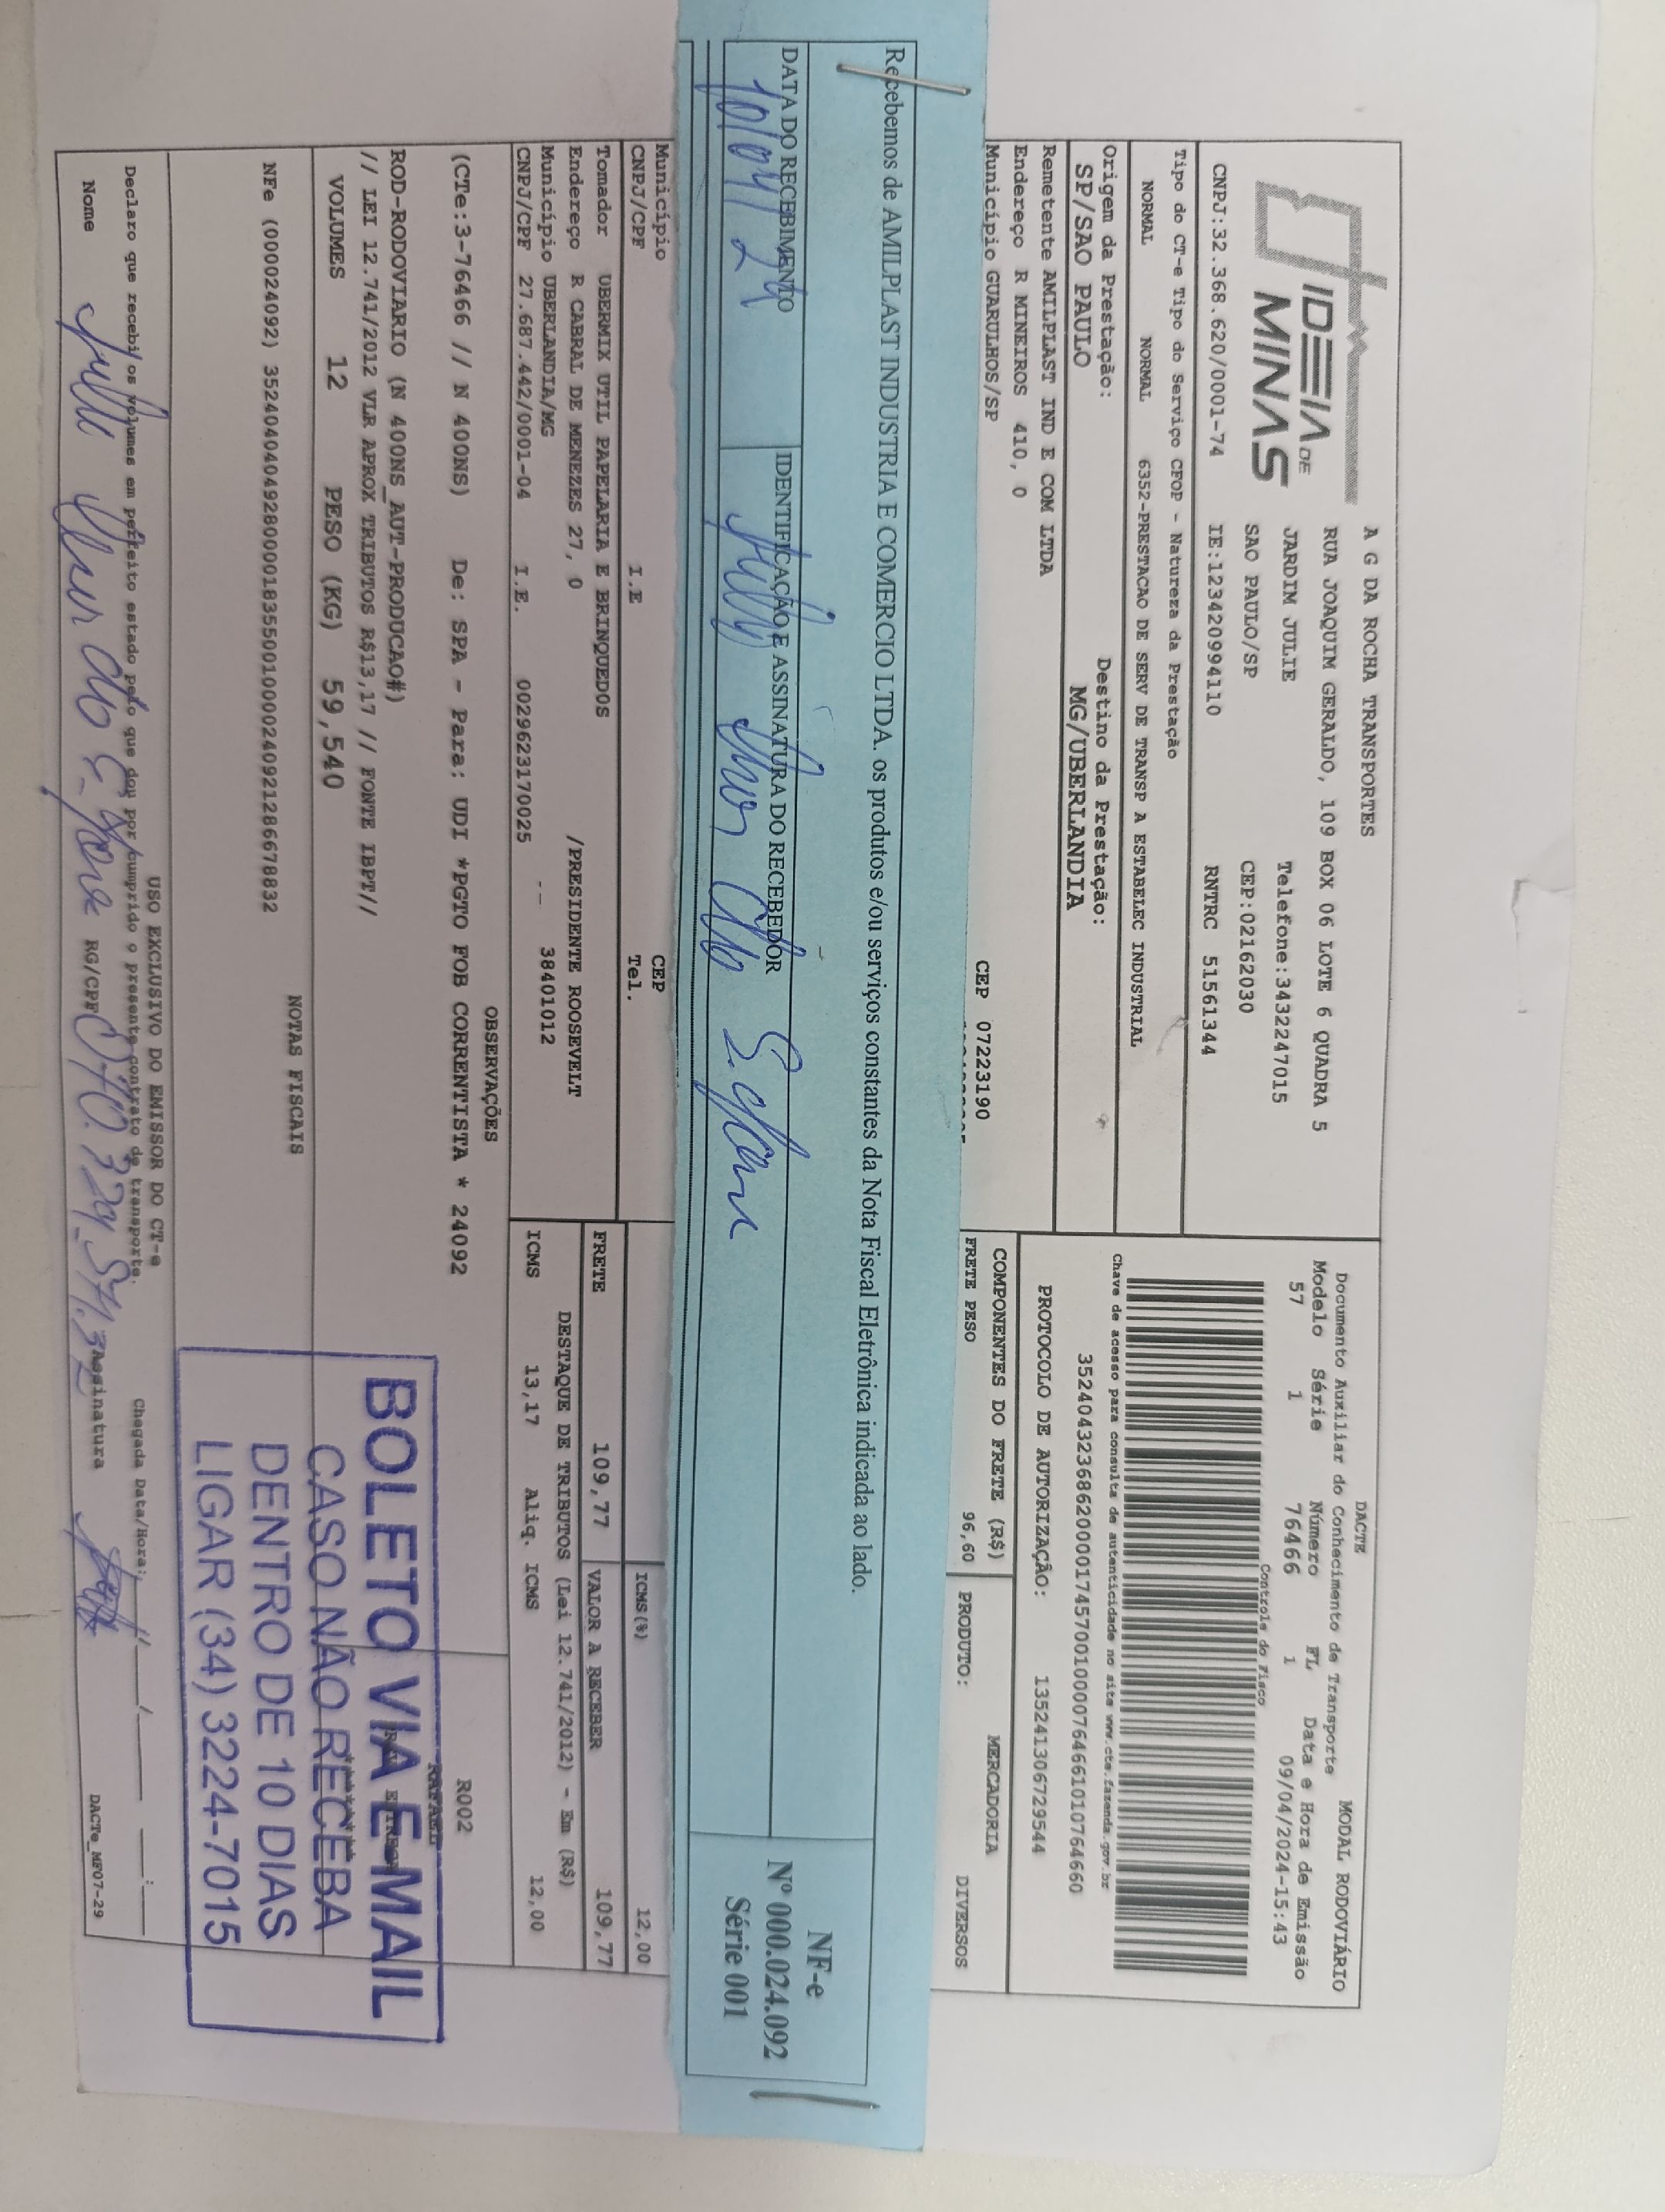 IDEIA DE
MINAS
A G DA ROCHA TRANSPORTES
RUA JOAQUIM GERALDO, 109 BOX 06 LOTE 6 QUADRA 5
JARDIM JULIE Telefone:3432247015
SAO PAULO/SP CEP:02162030
CNPJ:32.368.620/0001-74 IE:123420994110 RNTRC 51561344
DACTE
Documento Auxiliar do Conhecimento de Transporte MODAL RODOVIÁRIO
Modelo Série Número FL Data e Hora de Emissão
57 1 76466 1 09/04/2024-15:43
Controle do Fisco
Chave de acesso para consulta de autenticidade no site www.cte.fazenda.gov.br
35240432368620000174570010000764661010764660
PROTOCOLO DE AUTORIZAÇÃO: 135241306729544
Tipo do CT-e Tipo do Serviço CFOP - Natureza da Prestação
NORMAL NORMAL 6352-PRESTACAO DE SERV DE TRANSP A ESTABELEC INDUSTRIAL
Origem da Prestação: Destino da Prestação:
SP/SAO PAULO MG/UBERLANDIA
Remetente AMILPLAST IND E COM LTDA
Endereço R MINEIROS 410, 0
Município GUARULHOS/SP CEP 07223190
COMPONENTES DO FRETE (R$) MERCADORIA
FRETE PESO 96,60 PRODUTO: DIVERSOS
Recebemos de AMILPLAST INDUSTRIA E COMERCIO LTDA. os produtos e/ou serviços constantes da Nota Fiscal Eletrônica indicada ao lado.
DATA DO RECEBIMENTO IDENTIFICAÇÃO E ASSINATURA DO RECEBEDOR
10/04/24
NF-e
Nº 000.024.092
Série 001
Município CEP
CNPJ/CPF I.E Tel.
ICMS(%) 12,00
Tomador UBERMIX UTIL PAPELARIA E BRINQUEDOS
Endereço R CABRAL DE MENEZES 27, 0 /PRESIDENTE ROOSEVELT
Município UBERLANDIA/MG 38401012
CNPJ/CPF 27.687.442/0001-04 I.E. 0029623170025 --
FRETE 109,77 VALOR A RECEBER 109,77
DESTAQUE DE TRIBUTOS (Lei 12.741/2012) - Em (R$)
ICMS 13,17 Aliq. ICMS 12,00
OBSERVAÇÕES
(CTe:3-76466 // N 400NS) De: SPA - Para: UDI *PGTO FOB CORRENTISTA * 24092
R002
ROD-RODOVIARIO (N 400NS_AUT-PRODUCAO#)
// LEI 12.741/2012 VLR APROX TRIBUTOS R$13,17 // FONTE IBPT//
VOLUMES 12 PESO (KG) 59,540
NOTAS FISCAIS
NFe (000024092) 35240404049280000183550010000240921286678832
BOLETO VIA E-MAIL
CASO NÃO RECEBA
DENTRO DE 10 DIAS
LIGAR (34) 3224-7015
USO EXCLUSIVO DO EMISSOR DO CT-e
Declaro que recebi os volumes em perfeito estado pelo que dou por cumprido o presente contrato de transporte.
Chegada Data/Hora:
Nome RG/CPF Assinatura
DACTe_MF07-29